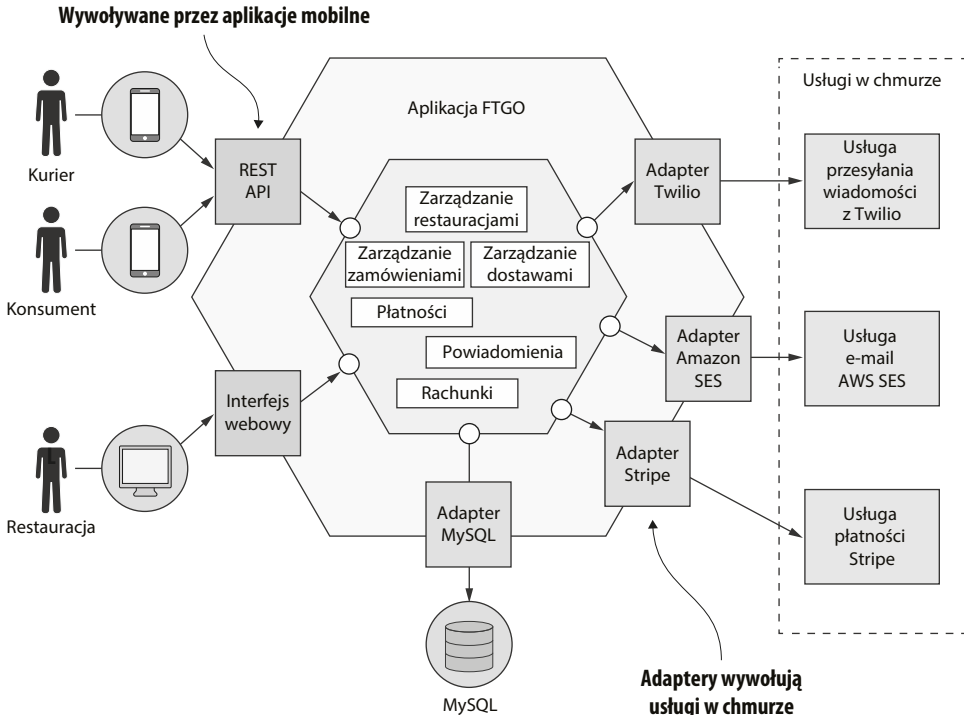 Wywoływane przez aplikacje mobilne
Usługi w chmurze
Aplikacja FTGO
Kurier
REST
API
Adapter
Twilio
Usługa
przesyłania
wiadomości
z Twilio
Zarządzanie
restauracjami
Zarządzanie
zamówieniami
Zarządzanie
dostawami
Konsument
Płatności
Powiadomienia
Rachunki
Adapter
Amazon
SES
Usługa
e-mail
AWS SES
Interfejs
webowy
L
Restauracja
Adapter
Stripe
Adapter
MySQL
Usługa
płatności
Stripe
MySQL
Adaptery wywołują
usługi w chmurze